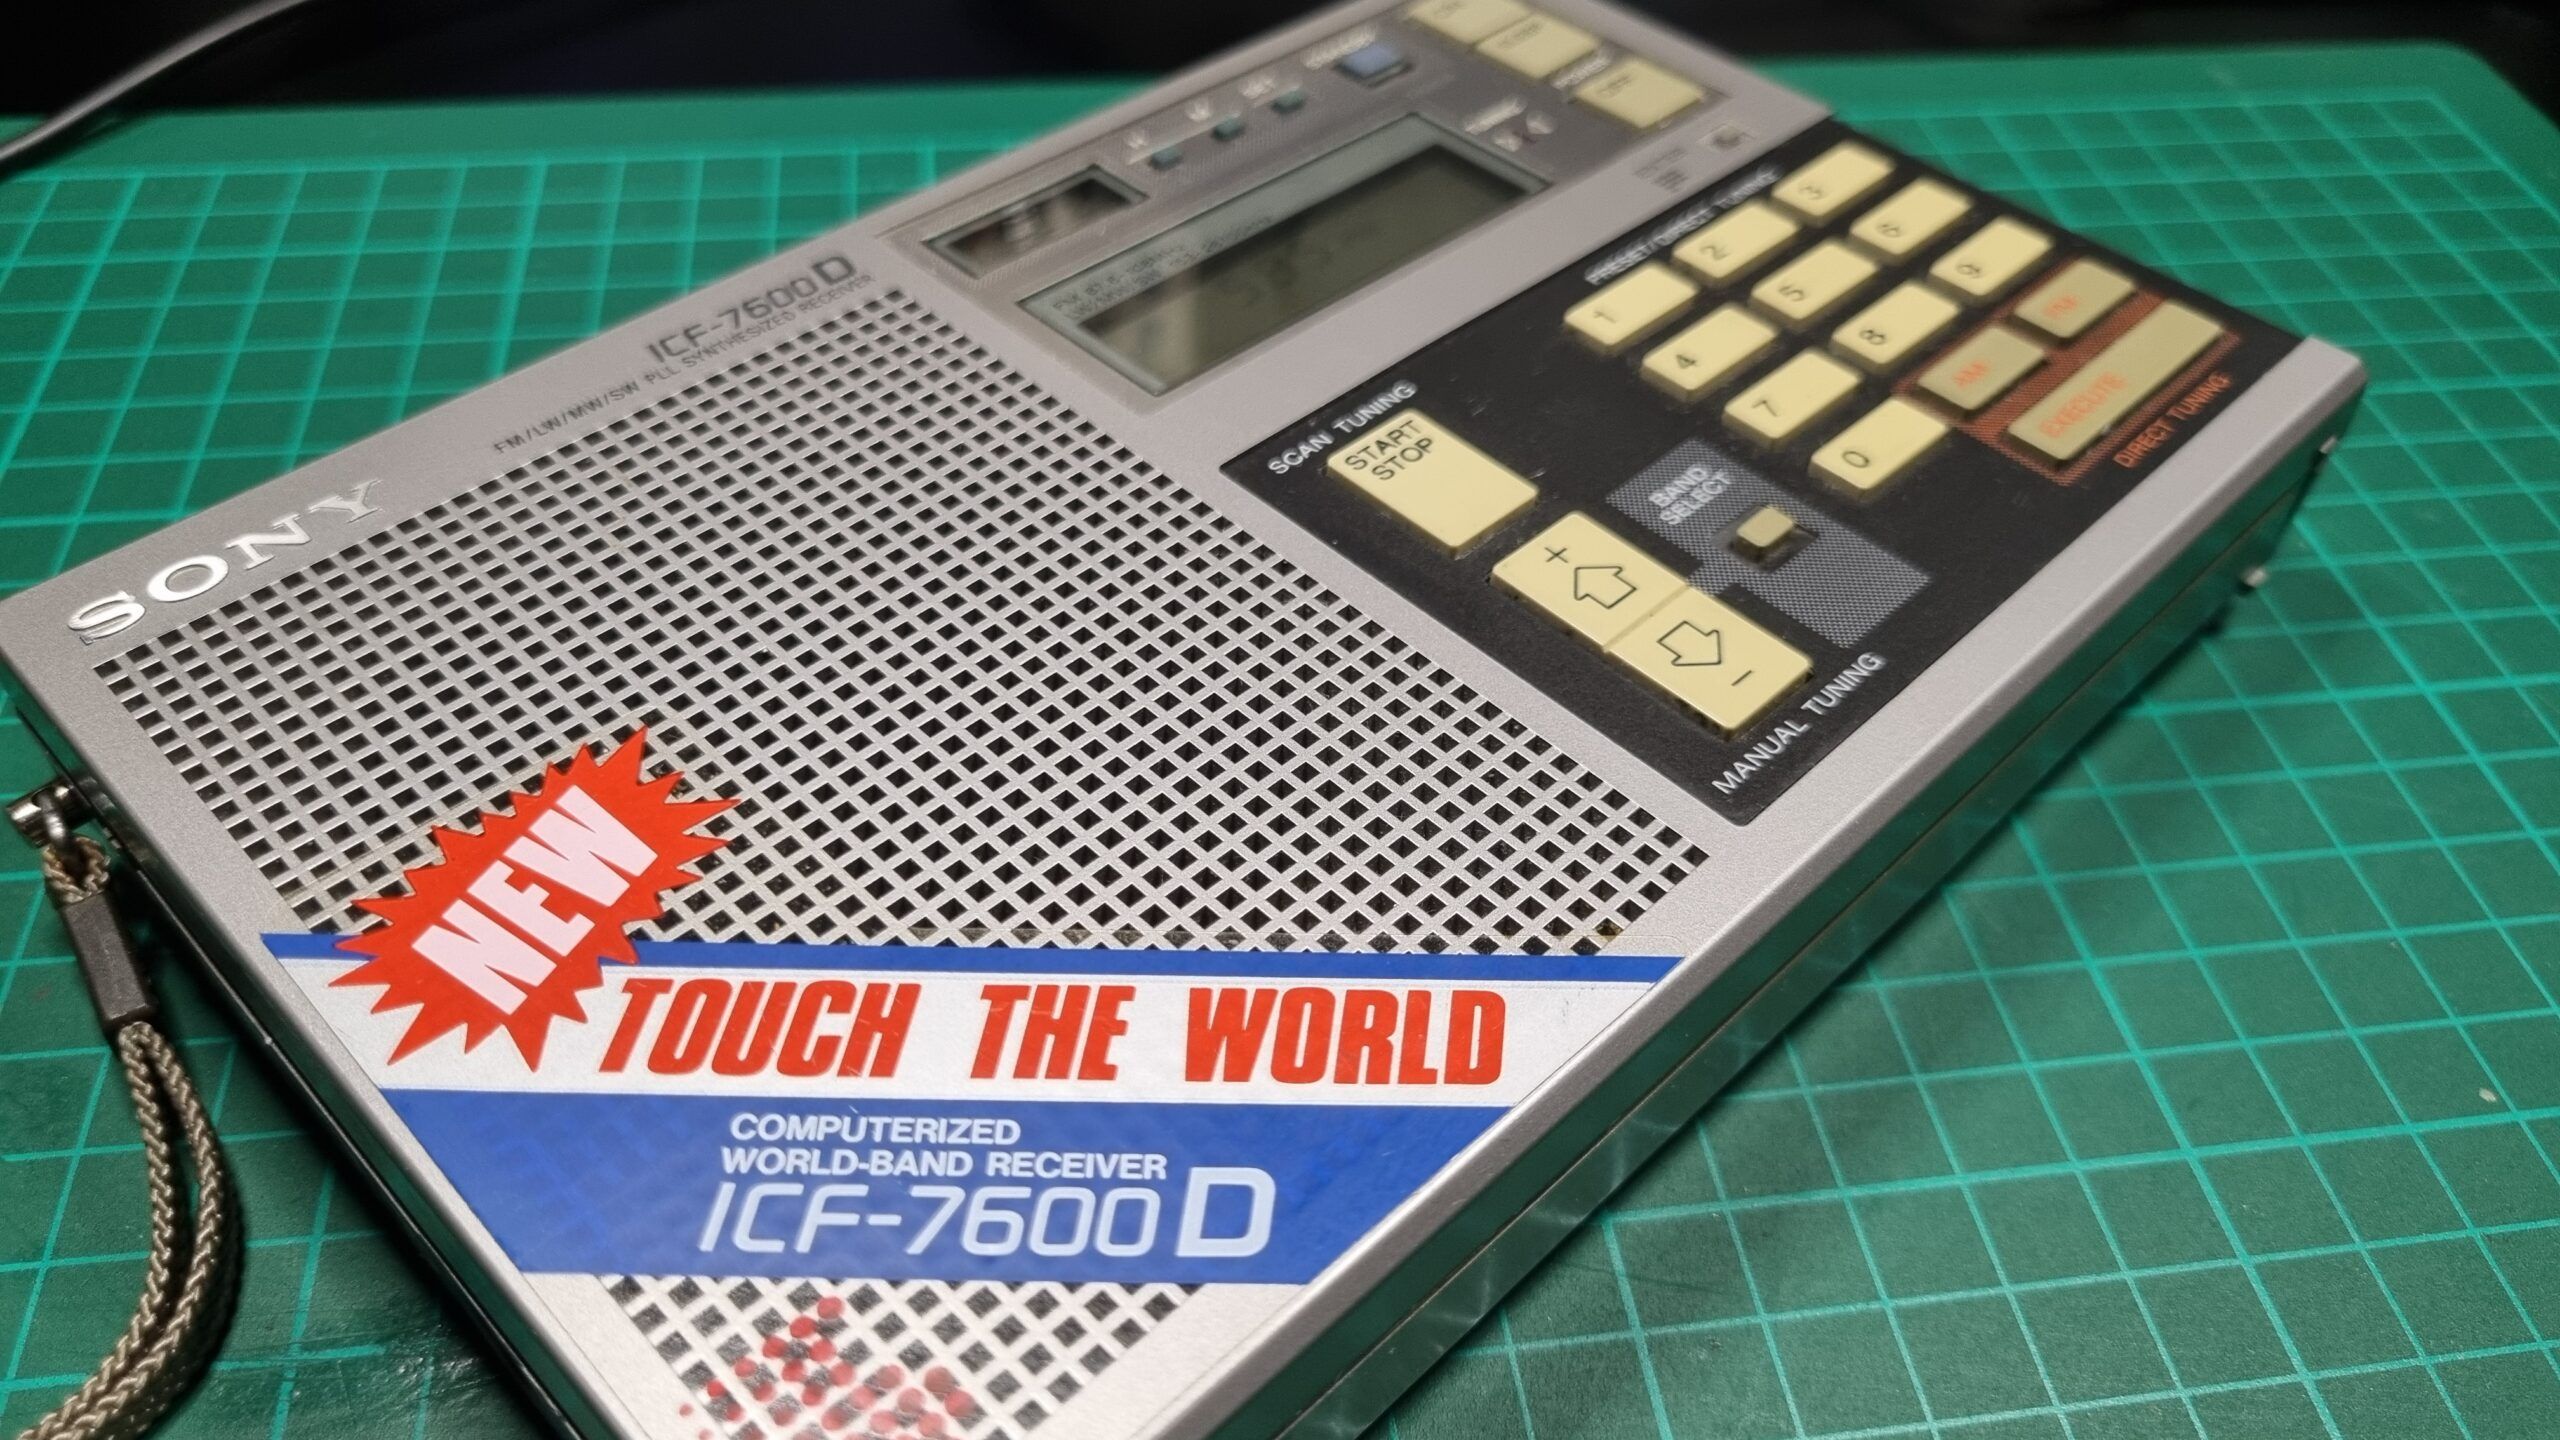 SONY
ICF-7600D
FM/LW/MW/SW PLL SYNTHESIZED RECEIVER
PRESET/DIRECT TUNING
1
2
3
4
5
6
7
8
9
0
AM
FM
EXECUTE
DIRECT TUNING
SCAN TUNING
START
STOP
BAND
SELECT
+
-
MANUAL TUNING
NEW
TOUCH THE WORLD
COMPUTERIZED
WORLD-BAND RECEIVER
ICF-7600D